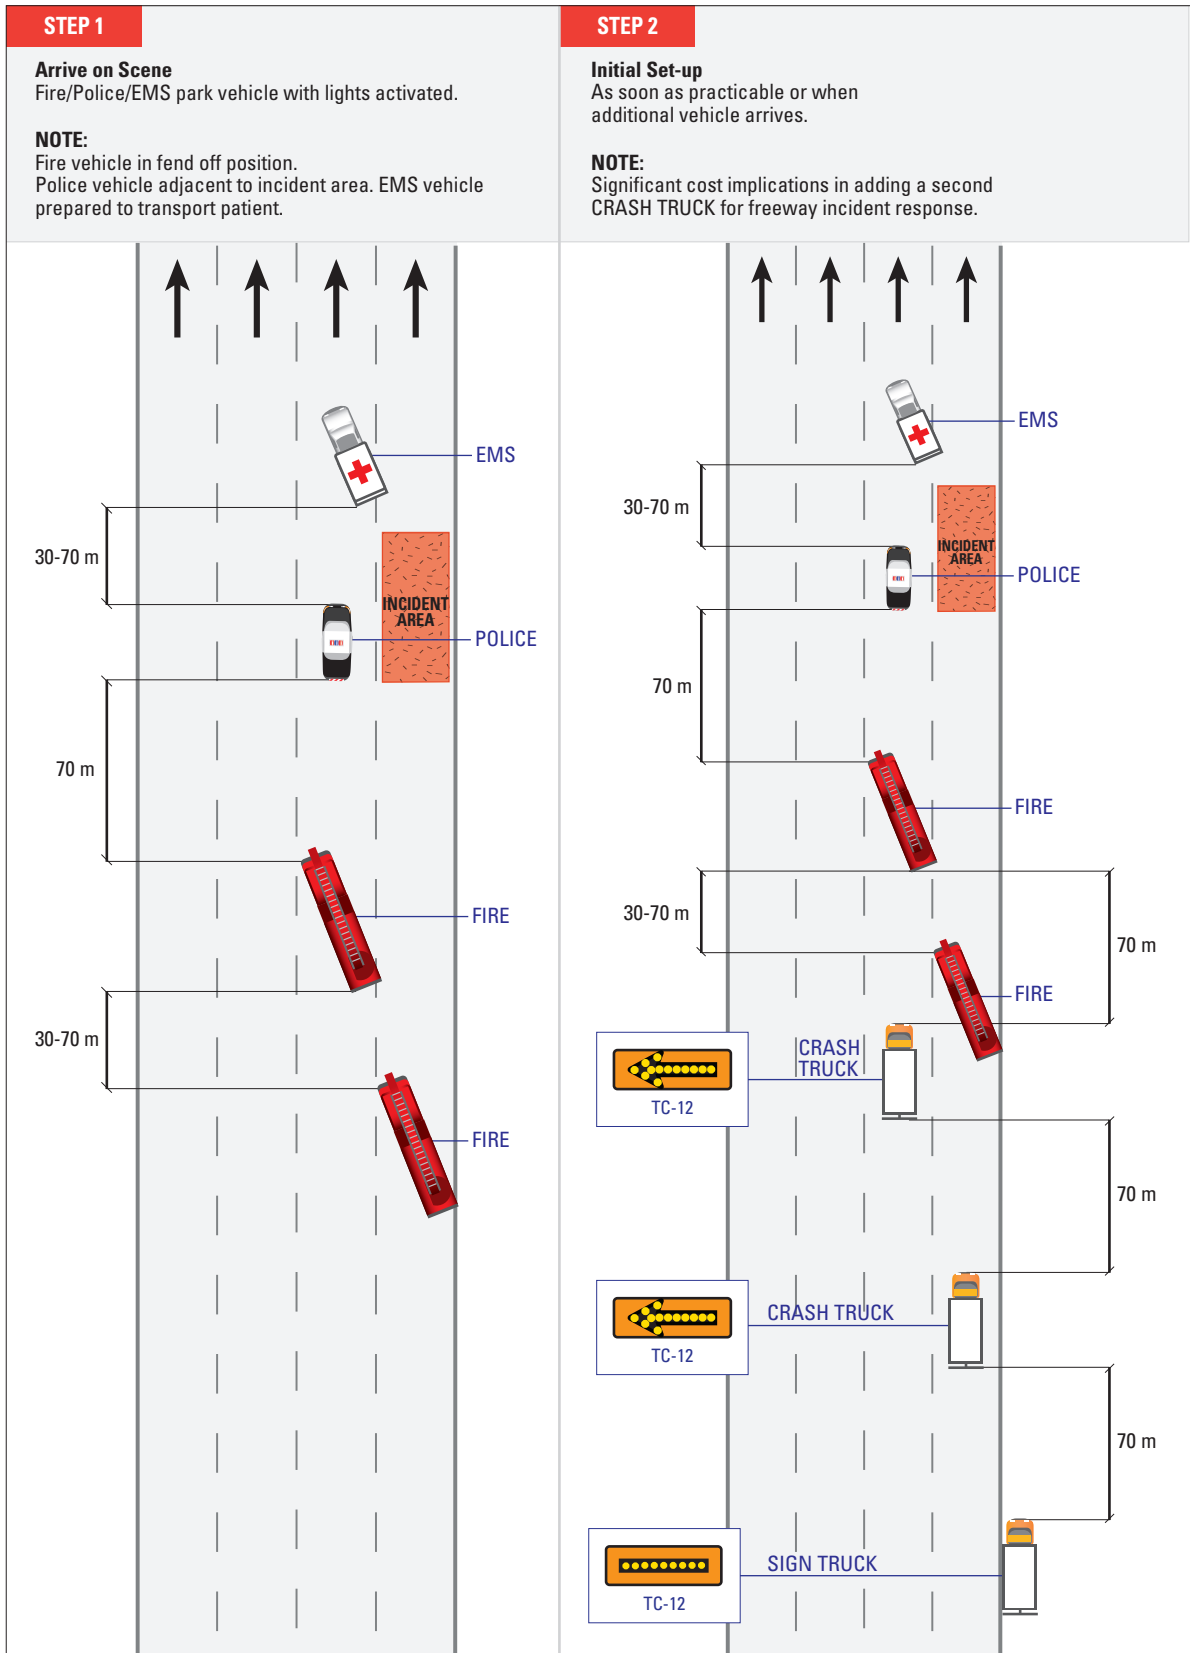 STEP 1
Arrive on Scene
Fire/Police/EMS park vehicle with lights activated.
NOTE:
Fire vehicle in fend off position.
Police vehicle adjacent to incident area. EMS vehicle
prepared to transport patient.
EMS
30-70 m
INCIDENT
AREA
POLICE
70 m
FIRE
30-70 m
FIRE
STEP 2
Initial Set-up
As soon as practicable or when
additional vehicle arrives.
NOTE:
Significant cost implications in adding a second
CRASH TRUCK for freeway incident response.
EMS
30-70 m
INCIDENT
AREA
POLICE
70 m
FIRE
30-70 m
70 m
FIRE
CRASH
TRUCK
TC-12
70 m
CRASH TRUCK
TC-12
70 m
SIGN TRUCK
TC-12